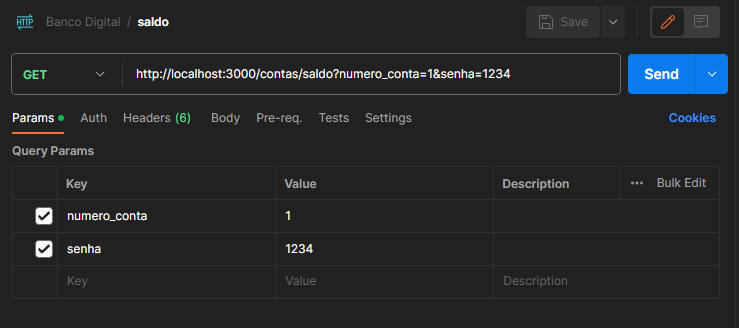 HTTP Banco Digital / saldo Save
GET http://localhost:3000/contas/saldo?numero_conta=1&senha=1234 Send
Params Auth Headers (6) Body Pre-req. Tests Settings Cookies
Query Params
Key Value Description Bulk Edit
numero_conta 1
senha 1234
Key Value Description